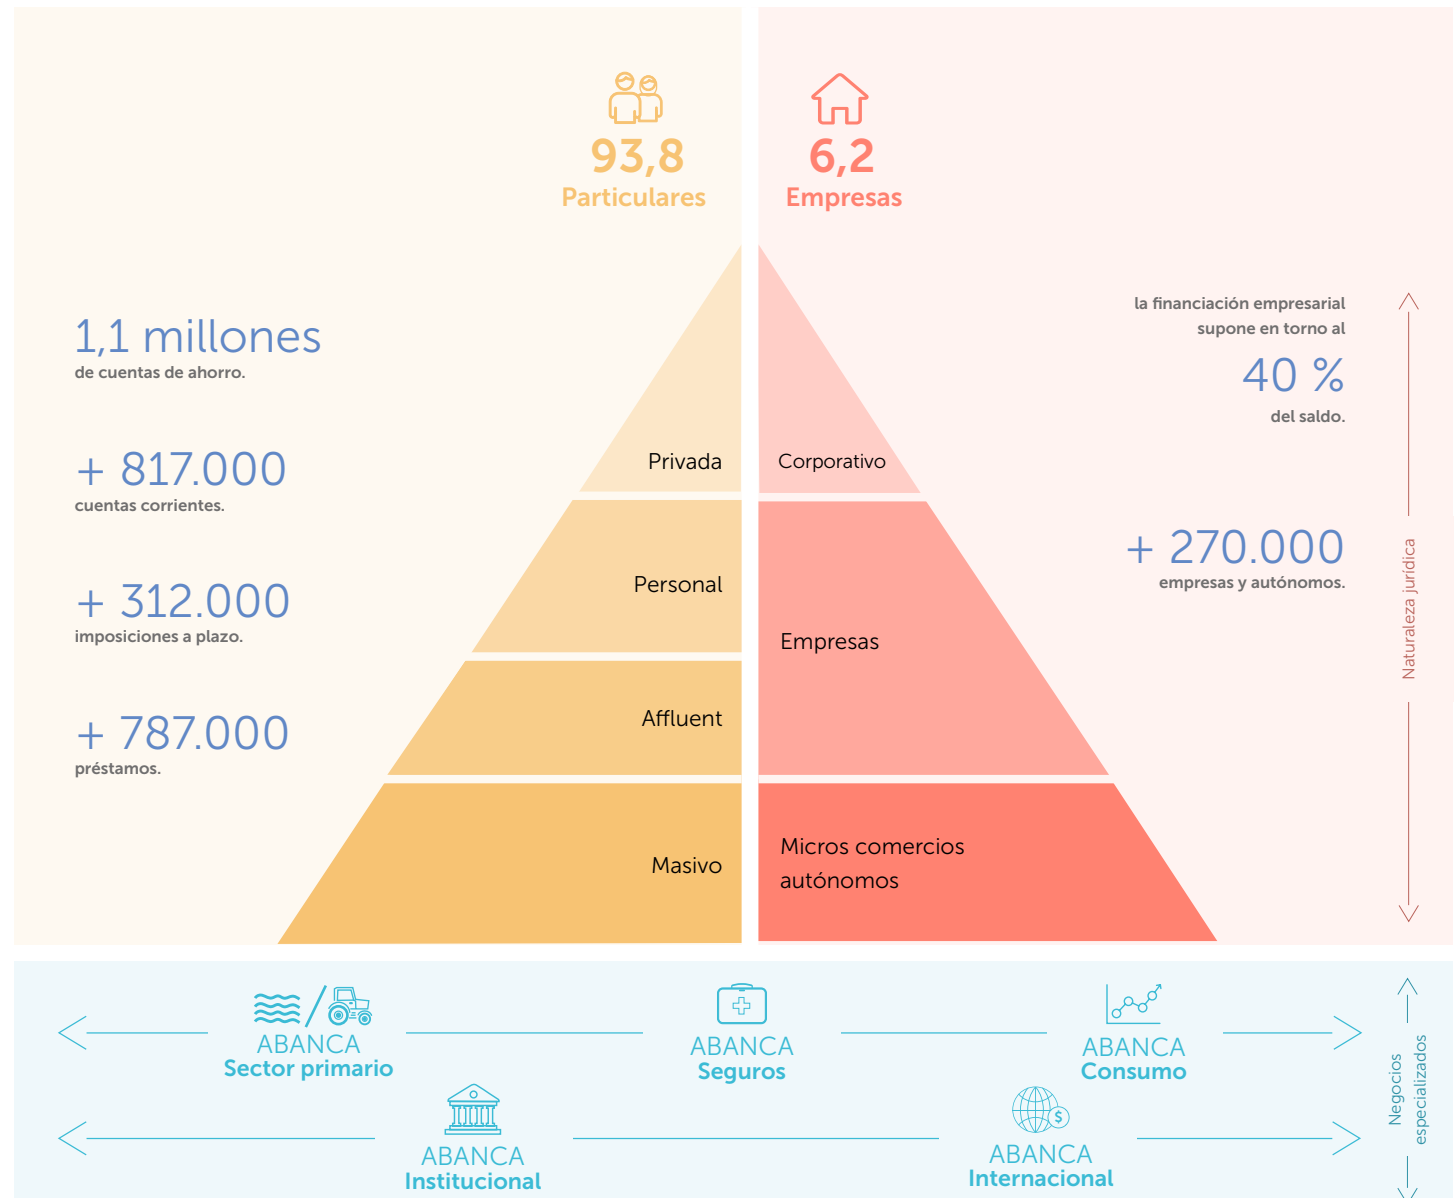 93,8
Particulares
6,2
Empresas
1,1 millones
de cuentas de ahorro.
+ 817.000
cuentas corrientes.
+ 312.000
imposiciones a plazo.
+ 787.000
préstamos.
Privada
Personal
Affluent
Masivo
Corporativo
Empresas
Micros comercios
autónomos
la financiación empresarial
supone en torno al
40 %
del saldo.
+ 270.000
empresas y autónomos.
Naturaleza jurídica
ABANCA
Sector primario
ABANCA
Seguros
ABANCA
Consumo
ABANCA
Institucional
$
ABANCA
Internacional
Negocios
especializados